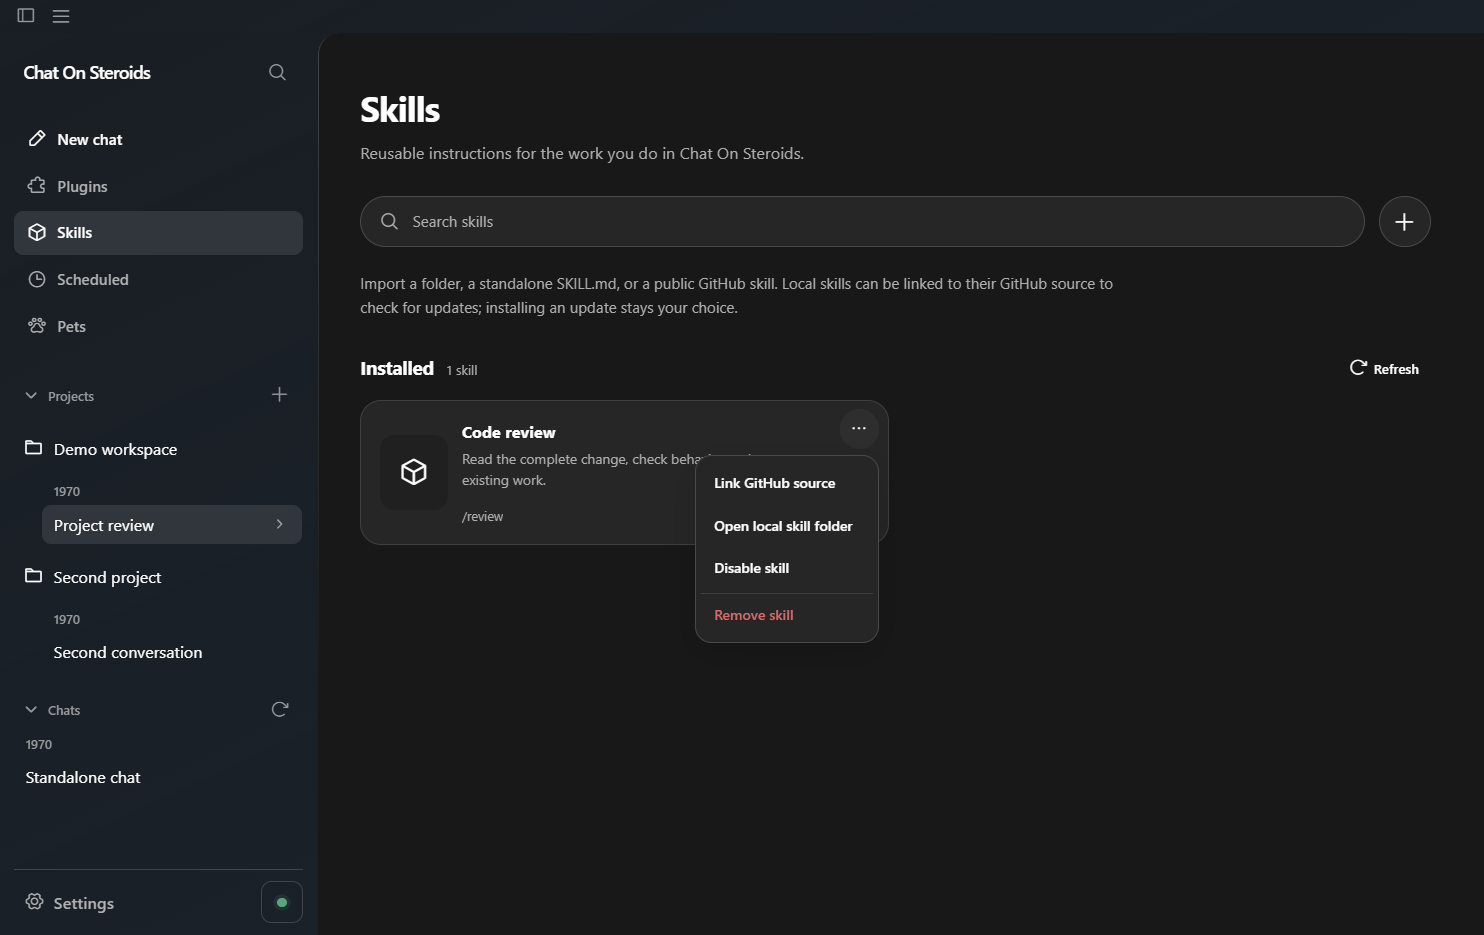 Chat On Steroids
New chat
Plugins
Skills
Scheduled
Pets
Projects
Demo workspace
1970
Project review
Second project
1970
Second conversation
Chats
1970
Standalone chat
Settings
Skills
Reusable instructions for the work you do in Chat On Steroids.
Search skills
Import a folder, a standalone SKILL.md, or a public GitHub skill. Local skills can be linked to their GitHub source to
check for updates; installing an update stays your choice.
Installed 1 skill
Refresh
Code review
Read the complete change, check
existing work.
/review
Link GitHub source
Open local skill folder
Disable skill
Remove skill